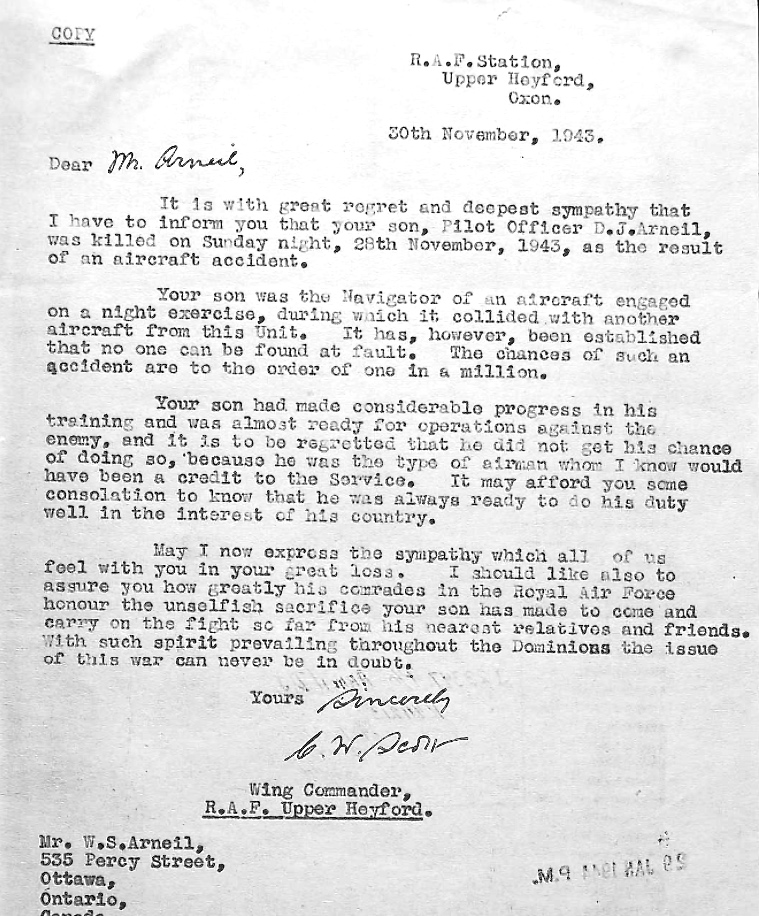 COPY
R.A.F.Station,
Upper Heyford,
Oxon.
30th November, 1943.
Dear Mr. Arneil,
It is with great regret and deepest sympathy that
I have to inform you that your son, Pilot Officer D.J.Arneil,
was killed on Sunday night, 28th November, 1943, as the result
of an aircraft accident.
Your son was the Navigator of an aircraft engaged
on a night exercise, during which it collided with another
aircraft from this Unit. It has, however, been established
that no one can be found at fault. The chances of such an
accident are to the order of one in a million.
Your son had made considerable progress in his
training and was almost ready for operations against the
enemy, and it is to be regretted that he did not get his chance
of doing so, because he was the type of airman whom I know would
have been a credit to the Service. It may afford you some
consolation to know that he was always ready to do his duty
well in the interest of his country.
May I now express the sympathy which all of us
feel with you in your great loss. I should like also to
assure you how greatly his comrades in the Royal Air Force
honour the unselfish sacrifice your son has made to come and
carry on the fight so far from his nearest relatives and friends.
With such spirit prevailing throughout the Dominions the issue
of this war can never be in doubt.
Yours Sincerely
C. W. Scott
Wing Commander,
R.A.F. Upper Heyford.
Mr. W.S.Arneil,
535 Percy Street,
Ottawa,
Ontario,
Canada
29 JAN 1944 P.M.